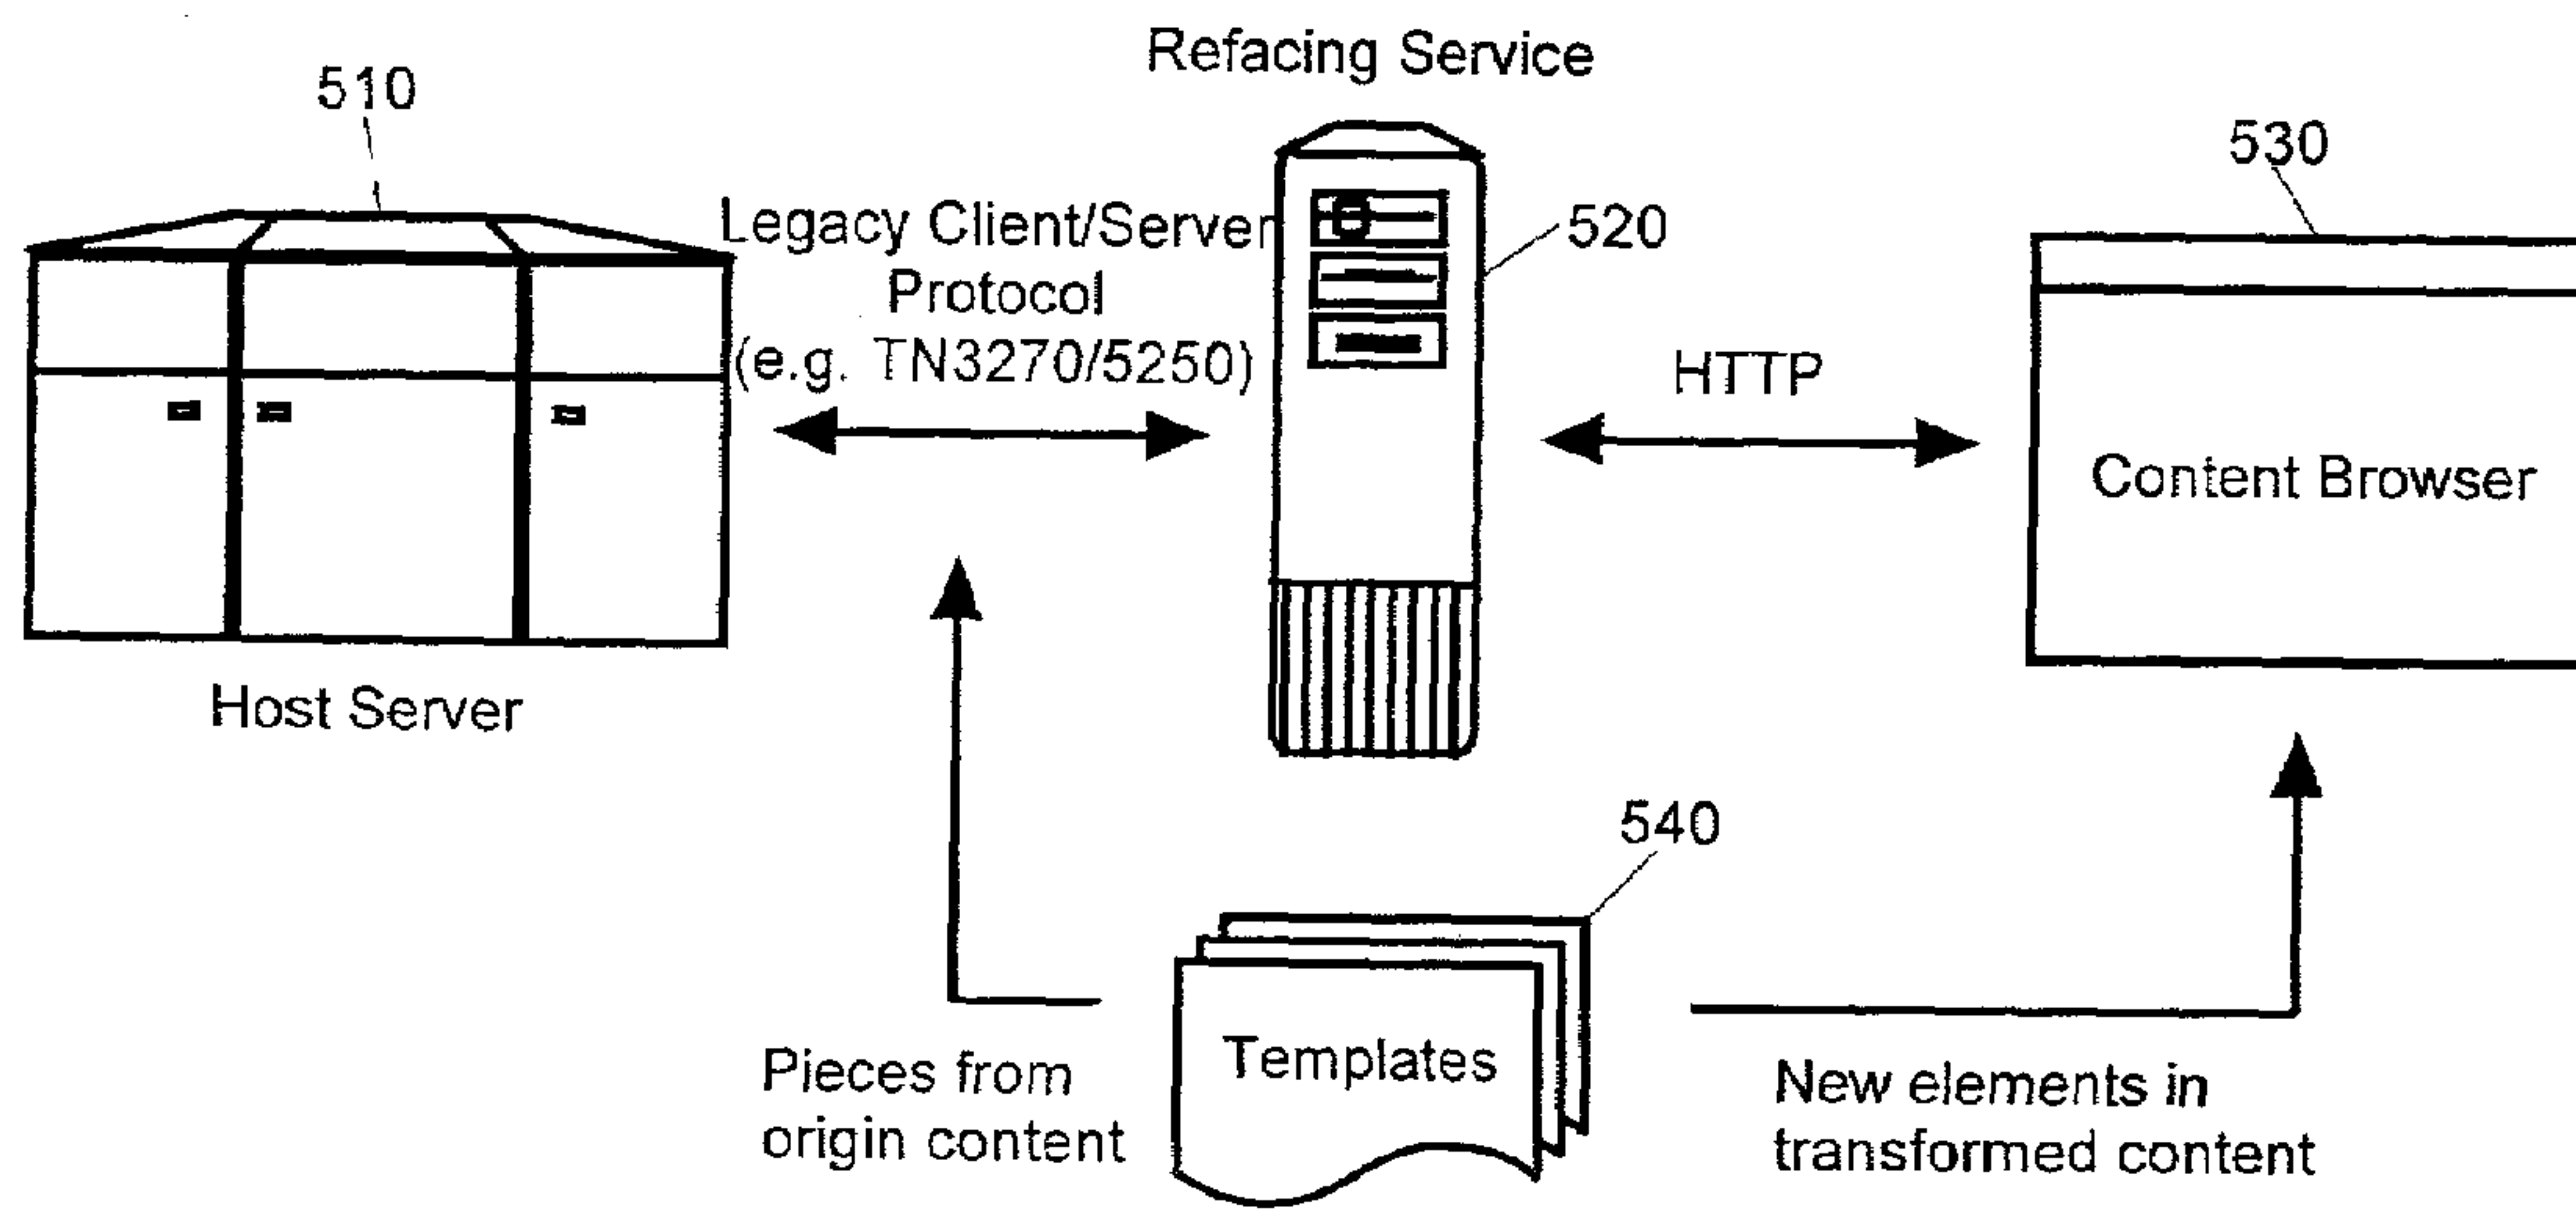 Refacing Service
510
530
520
Legacy Client/Server
Protocol
(e.g. TN3270/5250)
HTTP
Content Browser
Host Server
540
Templates
Pieces from
origin content
New elements in
transformed content